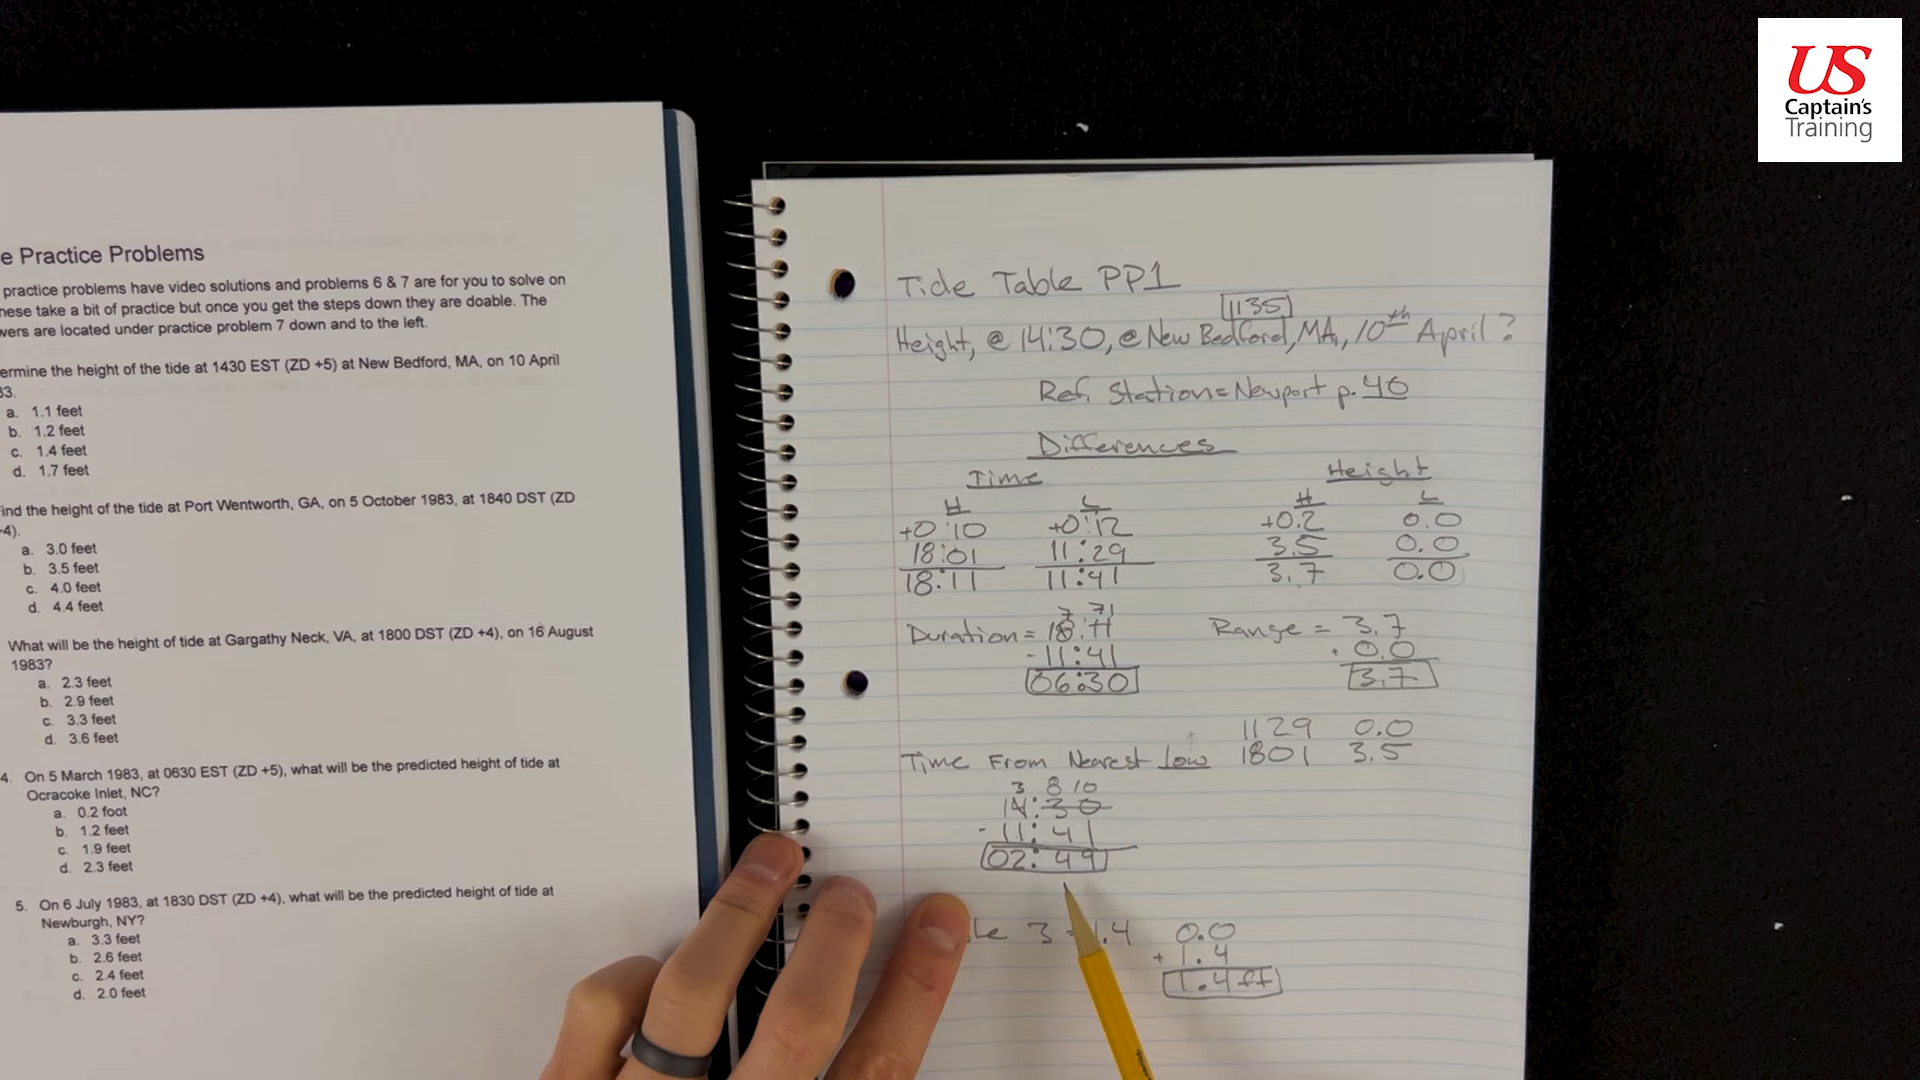 US
Captain's
Training
e Practice Problems
practice problems have video solutions and problems 6 & 7 are for you to solve on
hese take a bit of practice but once you get the steps down they are doable. The
wers are located under practice problem 7 down and to the left.
ermine the height of the tide at 1430 EST (ZD +5) at New Bedford, MA, on 10 April
83.
a. 1.1 feet
b. 1.2 feet
c. 1.4 feet
d. 1.7 feet
ind the height of the tide at Port Wentworth, GA, on 5 October 1983, at 1840 DST (ZD
+4).
a. 3.0 feet
b. 3.5 feet
c. 4.0 feet
d. 4.4 feet
What will be the height of tide at Gargathy Neck, VA, at 1800 DST (ZD +4), on 16 August
1983?
a. 2.3 feet
b. 2.9 feet
c. 3.3 feet
d. 3.6 feet
4. On 5 March 1983, at 0630 EST (ZD +5), what will be the predicted height of tide at
Ocracoke Inlet, NC?
a. 0.2 foot
b. 1.2 feet
c. 1.9 feet
d. 2.3 feet
5. On 6 July 1983, at 1830 DST (ZD +4), what will be the predicted height of tide at
Newburgh, NY?
a. 3.3 feet
b. 2.6 feet
c. 2.4 feet
d. 2.0 feet
Tide Table PP1
1135
Height, @ 14:30, @ New Bedford, MA, 10th April?
Ref. Station = Newport p. 40
Differences
Time Height
H L H L
+0:10 +0:12 +0.2 0.0
18:01 11:29 3.5 0.0
18:11 11:41 3.7 0.0
7 71
Duration = 18:11 Range = 3.7
- 11:41 + 0.0
06:30 3.7
1129 0.0
Time From Nearest Low 1801 3.5
3 8 10
14:30
- 11:41
02:49
le 3 1.4 0.0
+ 1.4
1.4 ft